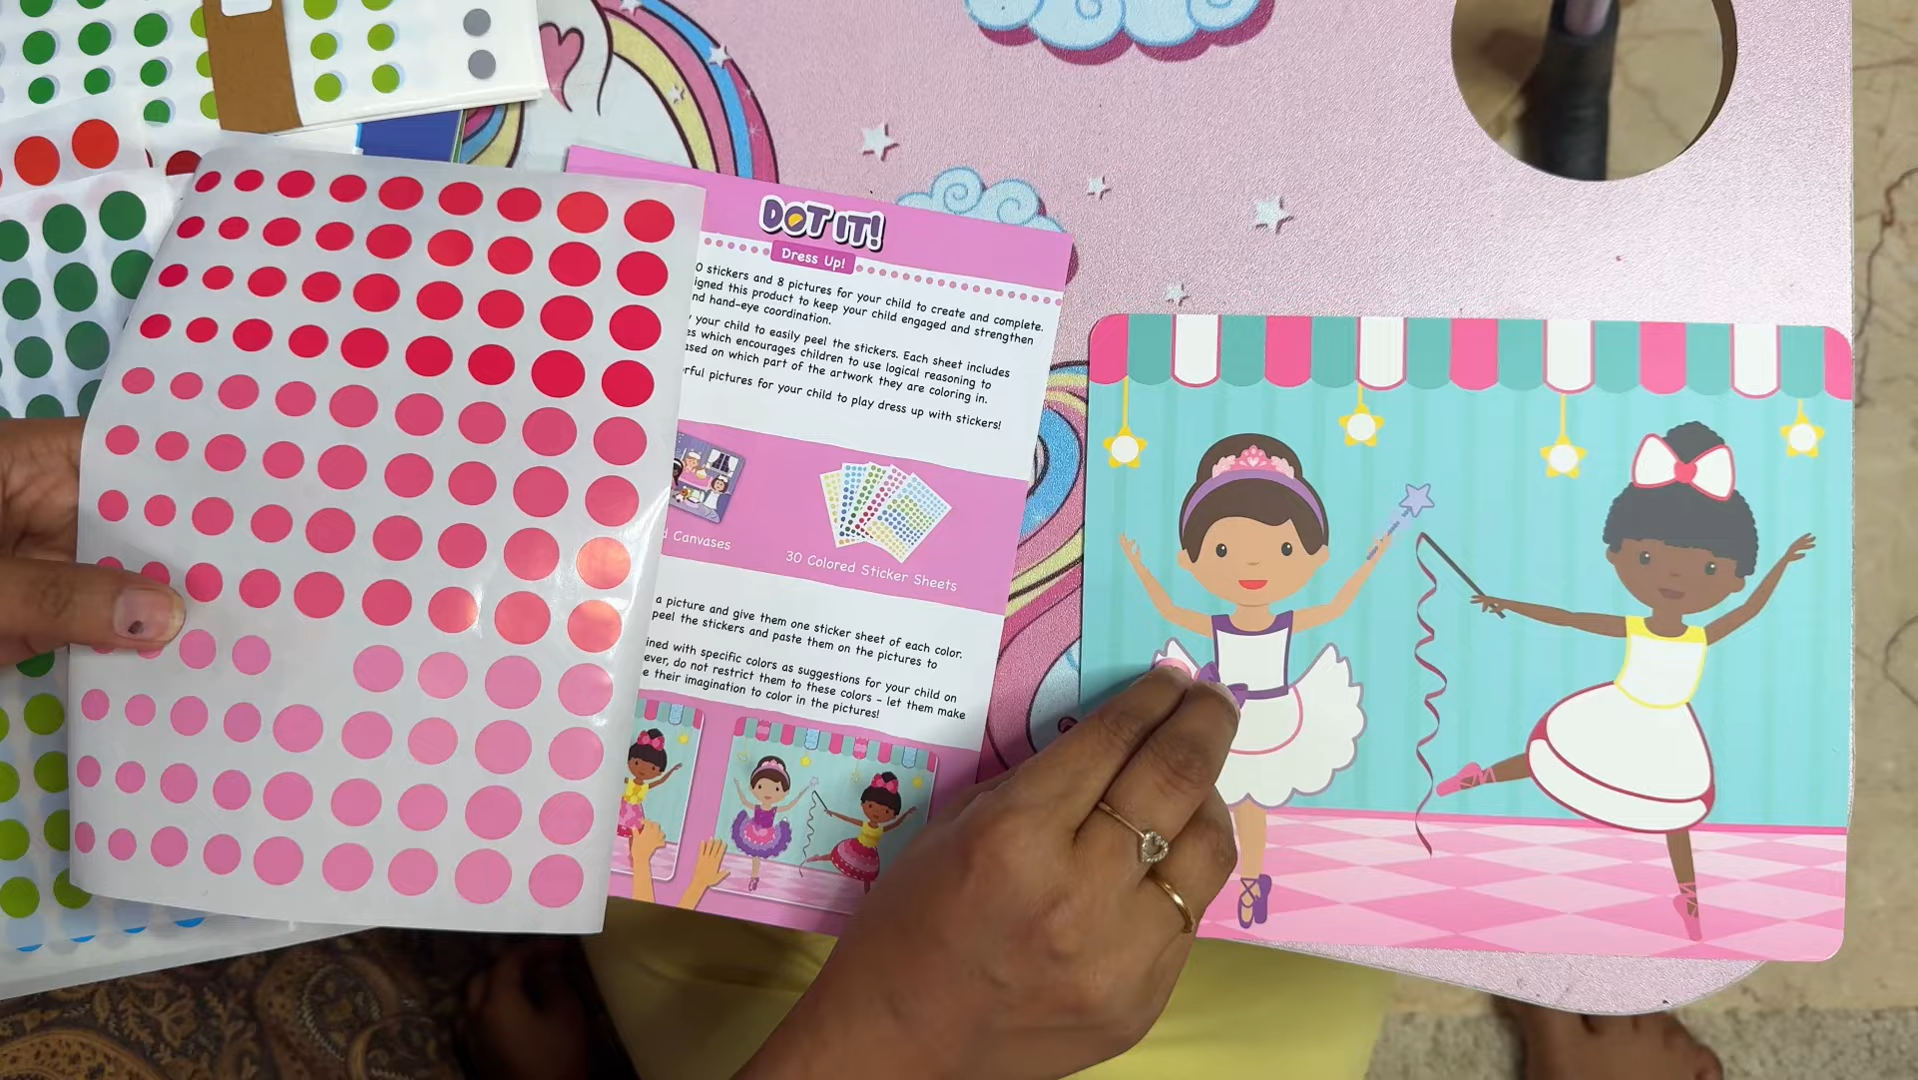 DOT IT!
Dress Up!
0 stickers and 8 pictures for your child to create and complete.
igned this product to keep your child engaged and strengthen
nd hand-eye coordination.
your child to easily peel the stickers. Each sheet includes
es which encourages children to use logical reasoning to
ased on which part of the artwork they are coloring in.
rful pictures for your child to play dress up with stickers!
d Canvases
30 Colored Sticker Sheets
a picture and give them one sticker sheet of each color.
peel the stickers and paste them on the pictures to
ined with specific colors as suggestions for your child on
ever, do not restrict them to these colors – let them make
e their imagination to color in the pictures!